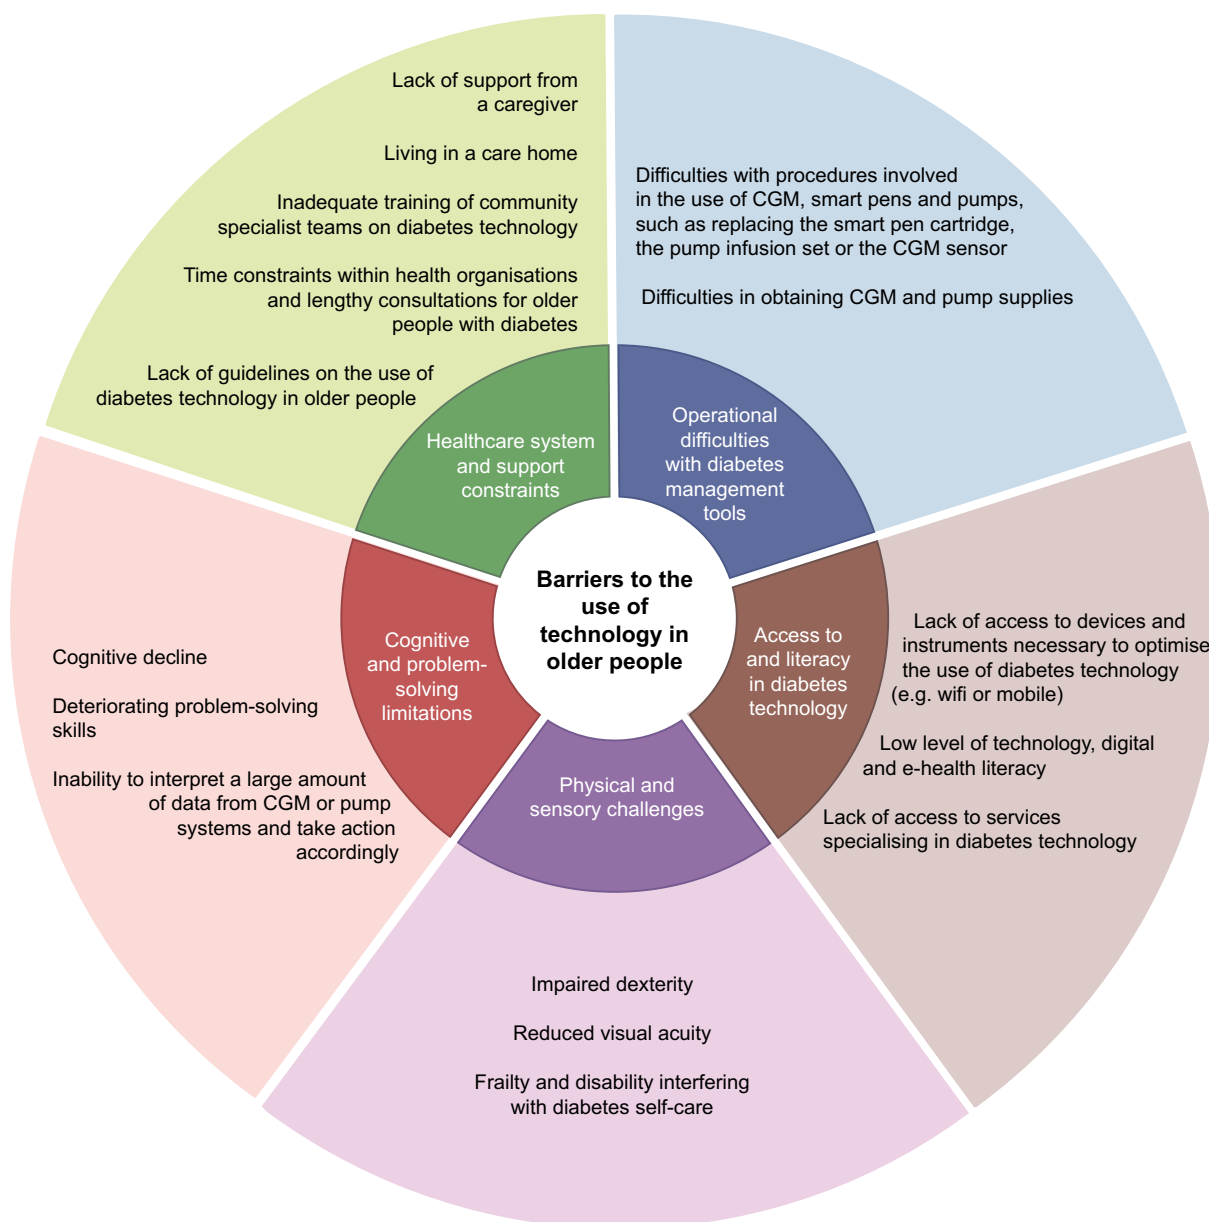 Barriers to the
use of
technology in
older people
Operational
difficulties
with diabetes
management
tools
Difficulties with procedures involved
in the use of CGM, smart pens and pumps,
such as replacing the smart pen cartridge,
the pump infusion set or the CGM sensor
Difficulties in obtaining CGM and pump supplies
Access to
and literacy
in diabetes
technology
Lack of access to devices and
instruments necessary to optimise
the use of diabetes technology
(e.g. wifi or mobile)
Low level of technology, digital
and e-health literacy
Lack of access to services
specialising in diabetes technology
Physical and
sensory challenges
Impaired dexterity
Reduced visual acuity
Frailty and disability interfering
with diabetes self-care
Cognitive
and problem-
solving
limitations
Cognitive decline
Deteriorating problem-solving
skills
Inability to interpret a large amount
of data from CGM or pump
systems and take action
accordingly
Healthcare system
and support
constraints
Lack of support from
a caregiver
Living in a care home
Inadequate training of community
specialist teams on diabetes technology
Time constraints within health organisations
and lengthy consultations for older
people with diabetes
Lack of guidelines on the use of
diabetes technology in older people